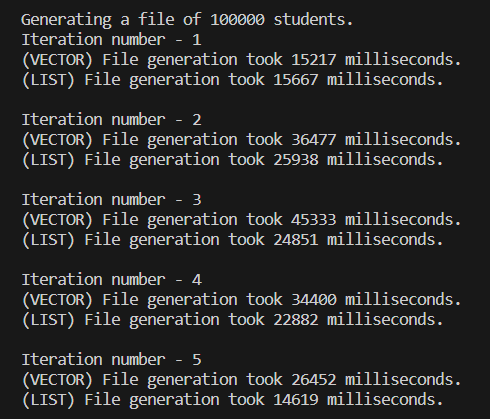 Generating a file of 100000 students.
Iteration number - 1
(VECTOR) File generation took 15217 milliseconds.
(LIST) File generation took 15667 milliseconds.
Iteration number - 2
(VECTOR) File generation took 36477 milliseconds.
(LIST) File generation took 25938 milliseconds.
Iteration number - 3
(VECTOR) File generation took 45333 milliseconds.
(LIST) File generation took 24851 milliseconds.
Iteration number - 4
(VECTOR) File generation took 34400 milliseconds.
(LIST) File generation took 22882 milliseconds.
Iteration number - 5
(VECTOR) File generation took 26452 milliseconds.
(LIST) File generation took 14619 milliseconds.